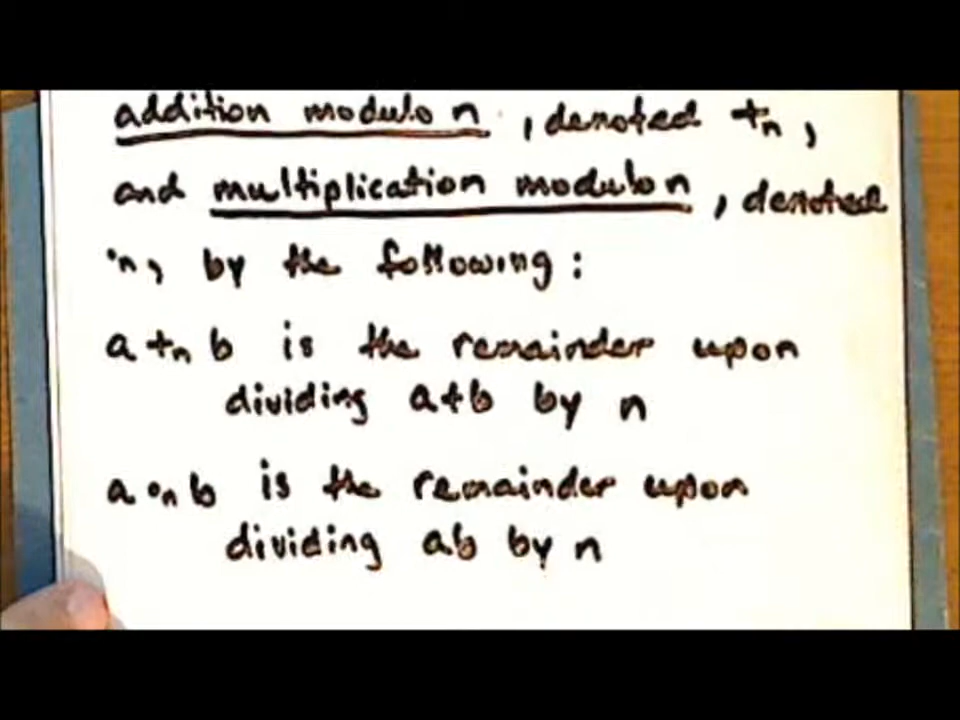 addition modulo n, denoted +ₙ,
and multiplication modulo n, denoted
·ₙ, by the following:
a +ₙ b is the remainder upon
dividing a+b by n
a ·ₙ b is the remainder upon
dividing ab by n